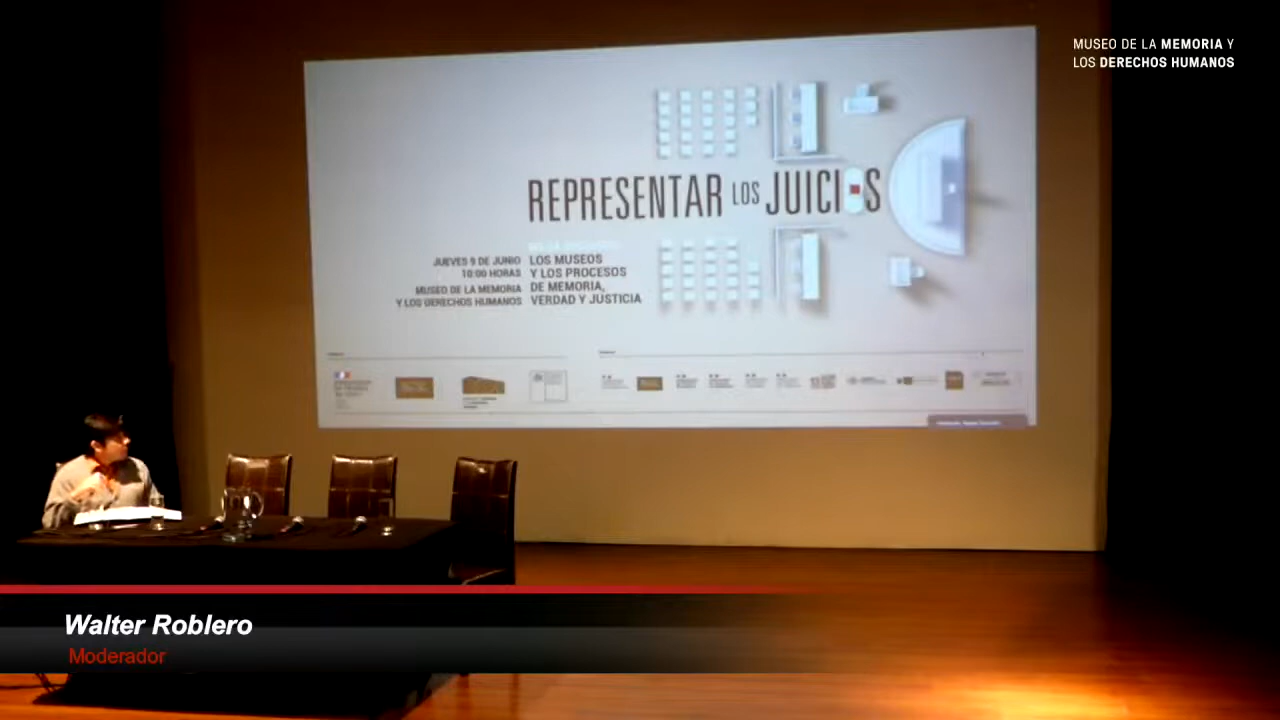 MUSEO DE LA MEMORIA Y
LOS DERECHOS HUMANOS
REPRESENTAR LOS JUICIOS
JUEVES 9 DE JUNIO
10:00 HORAS
MUSEO DE LA MEMORIA
Y LOS DERECHOS HUMANOS
LOS MUSEOS
Y LOS PROCESOS
DE MEMORIA,
VERDAD Y JUSTICIA
Walter Roblero
Moderador